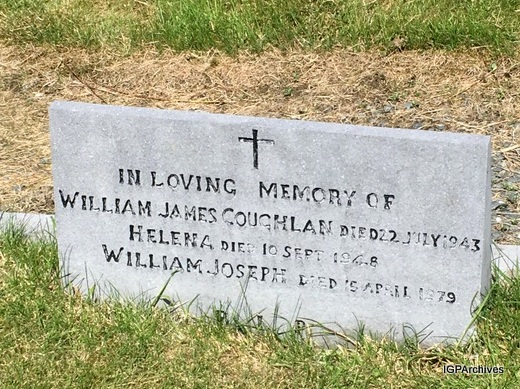 IN LOVING MEMORY OF
WILLIAM JAMES COUGHLAN DIED 22 JULY 1943
HELENA DIED 10 SEPT 1948
WILLIAM JOSEPH DIED 15 APRIL 1979
R.I.P.
IGPArchives